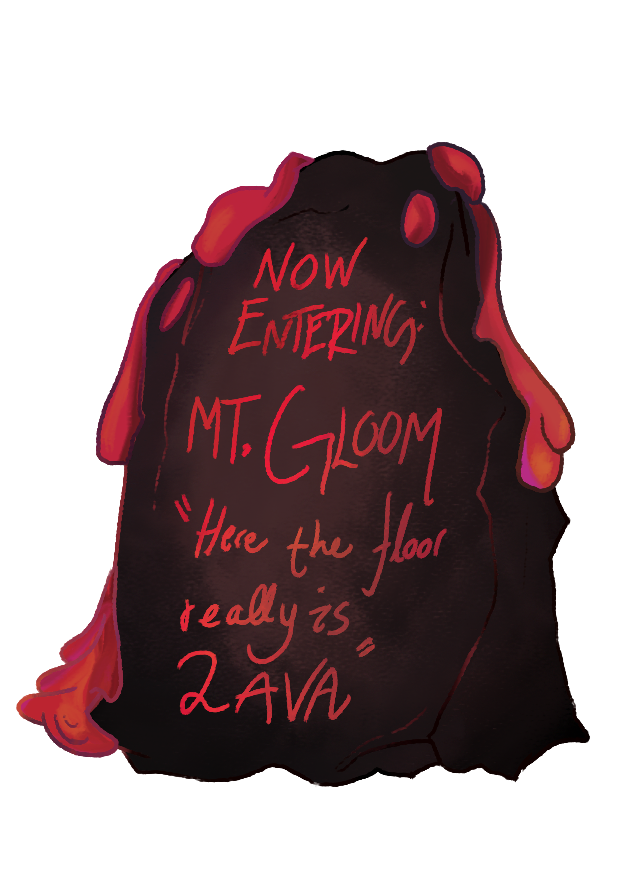 NOW
ENTERING:
MT. GLOOM
"Here the floor
really is
LAVA"